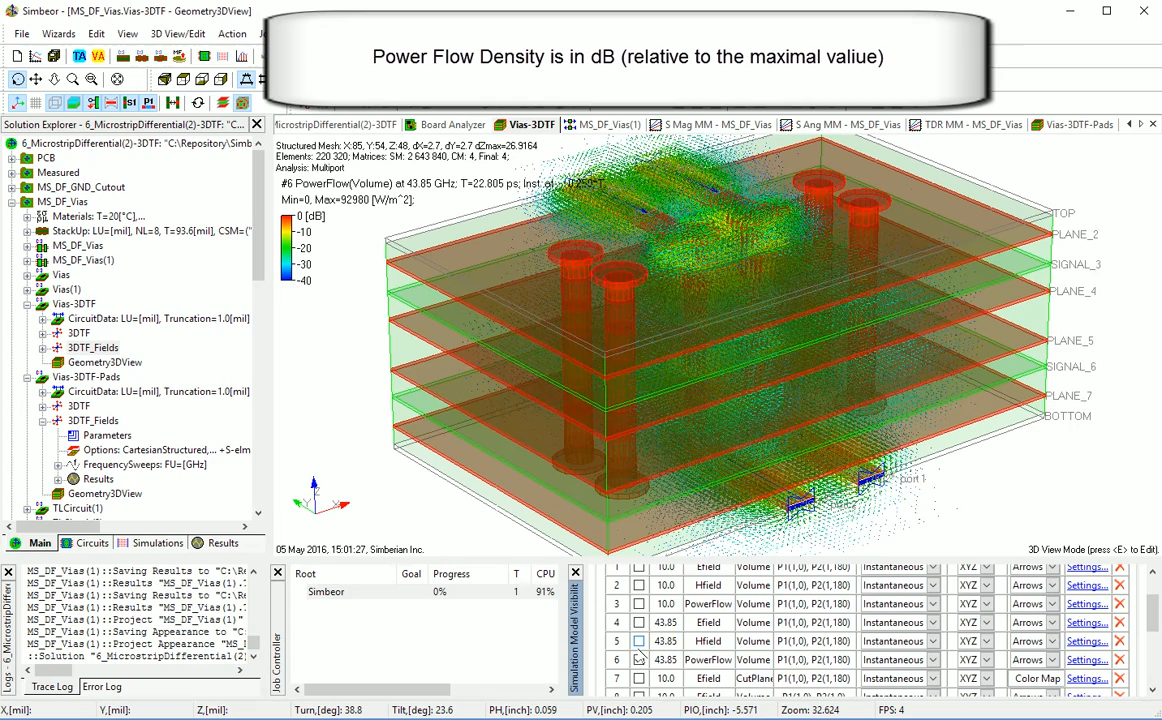 Simbeor - [MS_DF_Vias.Vias-3DTF - Geometry3DView]
Power Flow Density is in dB (relative to the maximal valiue)
File Wizards Edit View 3D View/Edit Action
TA VA
Solution Explorer - 6_MicrostripDifferential(2)-3DTF: "C...
6_MicrostripDifferential(2)-3DTF: "C:\Repository\Simb
PCB
Measured
MS_DF_GND_Cutout
MS_DF_Vias
Materials: T=20[°C],...
StackUp: LU=[mil], NL=8, T=93.6[mil], CSM=("
MS_DF_Vias
MS_DF_Vias(1)
Vias
Vias(1)
Vias-3DTF
CircuitData: LU=[mil], Truncation=1.0[mil]
3DTF
3DTF_Fields
Geometry3DView
Vias-3DTF-Pads
CircuitData: LU=[mil], Truncation=1.0[mil]
3DTF
3DTF_Fields
Parameters
Options: CartesianStructured,... +S-elm
FrequencySweeps: FU=[GHz]
Results
Geometry3DView
TLCircuit(1)
Main Circuits Simulations Results
MicrostripDifferential(2)-3DTF Board Analyzer Vias-3DTF MS_DF_Vias(1) S Mag MM - MS_DF_Vias S Ang MM - MS_DF_Vias TDR MM - MS_DF_Vias Vias-3DTF-Pads
Structured Mesh: X:85, Y:54, Z:48, dX=2.7, dY=2.7 dZmax=26.9164
Elements: 220 320; Matrices: SM: 2 643 840, CM: 4, Final: 4;
Analysis: Multiport
#6 PowerFlow(Volume) at 43.85 GHz; T=22.805 ps;
Min=0, Max=92980 [W/m^2];
0 [dB]
-10
-20
-30
-40
TOP
PLANE_2
SIGNAL_3
PLANE_4
PLANE_5
SIGNAL_6
PLANE_7
BOTTOM
port1
05 May 2016, 15:01:27, Simberian Inc.
3D View Mode (press <E> to Edit).
Logs - 6_MicrostripDiffer
MS_DF_Vias(1)::Saving Results to "C:\Re
MS_DF_Vias(1)::Results "MS_DF_Vias(1).
MS_DF_Vias(1)::Saving Project to "C:\Re
MS_DF_Vias(1)::Project "MS_DF_Vias(1)"
MS_DF_Vias(1)::Saving Appearance to "C:
MS_DF_Vias(1)::Project Appearance "MS_D
::Solution "6_MicrostripDifferential(2)
Trace Log Error Log
Job Controller
Root Goal Progress T CPU
Simbeor 0% 1 91%
Simulation Model Visibilit
1 10.0 Efield Volume P1(1,0), P2(1,180) Instantaneous XYZ Arrows Settings...
2 10.0 Hfield Volume P1(1,0), P2(1,180) Instantaneous XYZ Arrows Settings...
3 10.0 PowerFlow Volume P1(1,0), P2(1,180) Instantaneous XYZ Arrows Settings...
4 43.85 Efield Volume P1(1,0), P2(1,180) Instantaneous XYZ Arrows Settings...
5 43.85 Hfield Volume P1(1,0), P2(1,180) Instantaneous XYZ Arrows Settings...
6 43.85 PowerFlow Volume P1(1,0), P2(1,180) Instantaneous XYZ Arrows Settings...
7 10.0 Efield CutPlane P1(1,0), P2(1,180) Instantaneous XYZ Color Map Settings...
X,[mil]: Y,[mil]: Z,[mil]: Turn,[deg]: 38.8 Tilt,[deg]: 23.6 PH,[inch]: 0.059 PV,[inch]: 0.205 PIO,[inch]: -5.571 Zoom: 32.624 FPS: 4